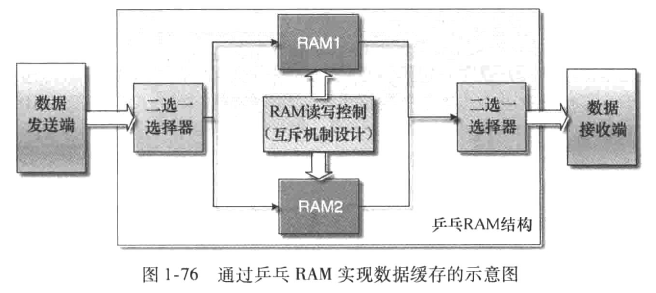 数据
发送端
二选一
选择器
RAM1
RAM读写控制
(互斥机制设计)
RAM2
二选一
选择器
数据
接收端
乒乓RAM结构
图 1-76 通过乒乓 RAM 实现数据缓存的示意图